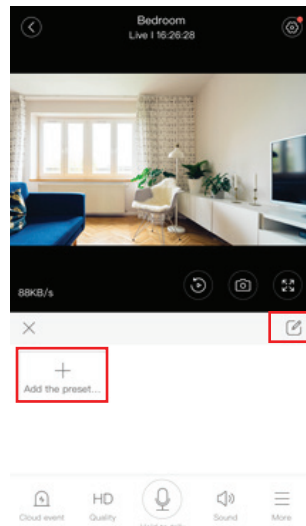 Bedroom
Live | 16:26:28
88KB/s
Add the preset...
HD
Cloud event Quality Sound More